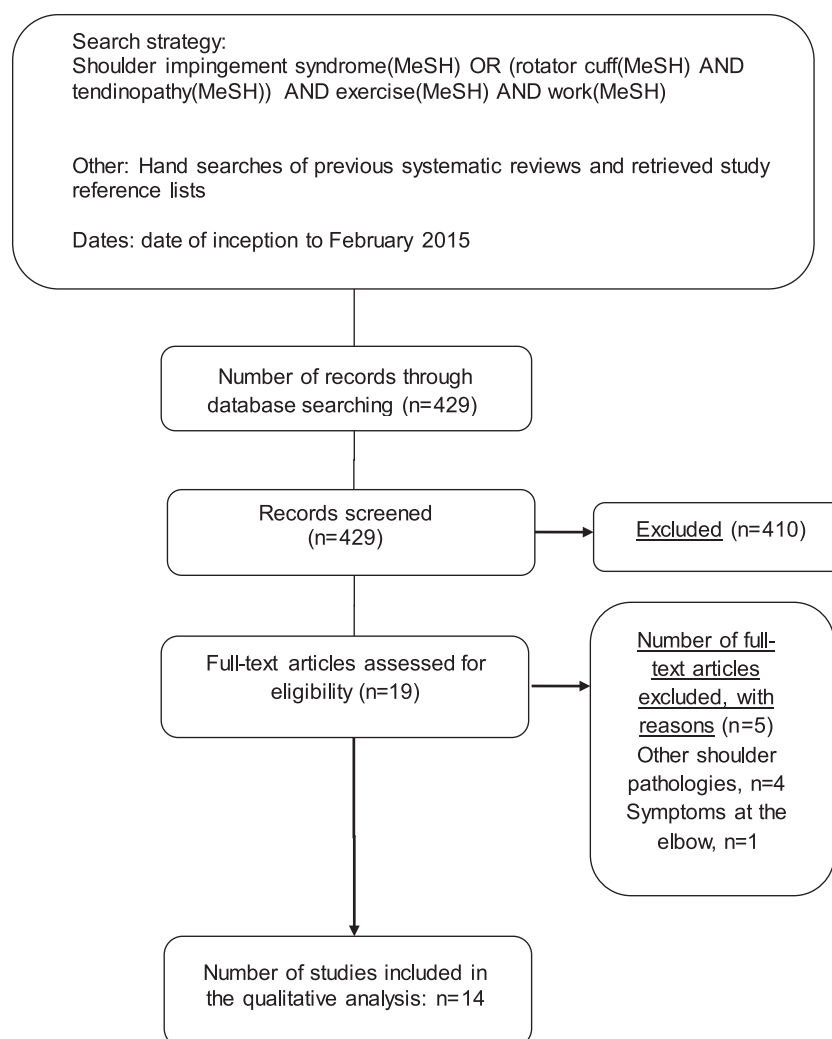 Search strategy:
Shoulder impingement syndrome(MeSH) OR (rotator cuff(MeSH) AND
tendinopathy(MeSH)) AND exercise(MeSH) AND work(MeSH)
Other: Hand searches of previous systematic reviews and retrieved study
reference lists
Dates: date of inception to February 2015
Number of records through
database searching (n=429)
Records screened
(n=429)
Excluded (n=410)
Full-text articles assessed for
eligibility (n=19)
Number of full-
text articles
excluded, with
reasons (n=5)
Other shoulder
pathologies, n=4
Symptoms at the
elbow, n=1
Number of studies included in
the qualitative analysis: n=14